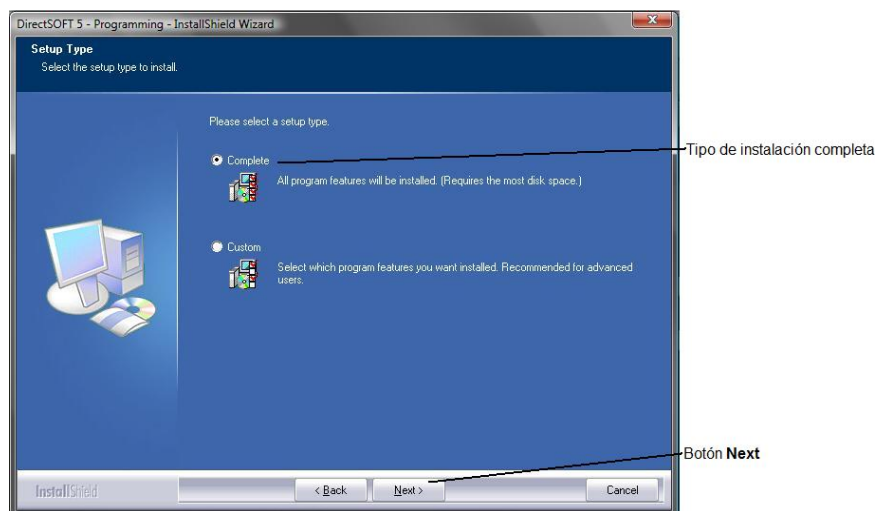 DirectSOFT 5 - Programming - InstallShield Wizard
Setup Type
Select the setup type to install.
Please select a setup type.
Complete
Tipo de instalación completa
All program features will be installed. (Requires the most disk space.)
Custom
Select which program features you want installed. Recommended for advanced
users.
Botón Next
InstallShield
< Back
Next >
Cancel